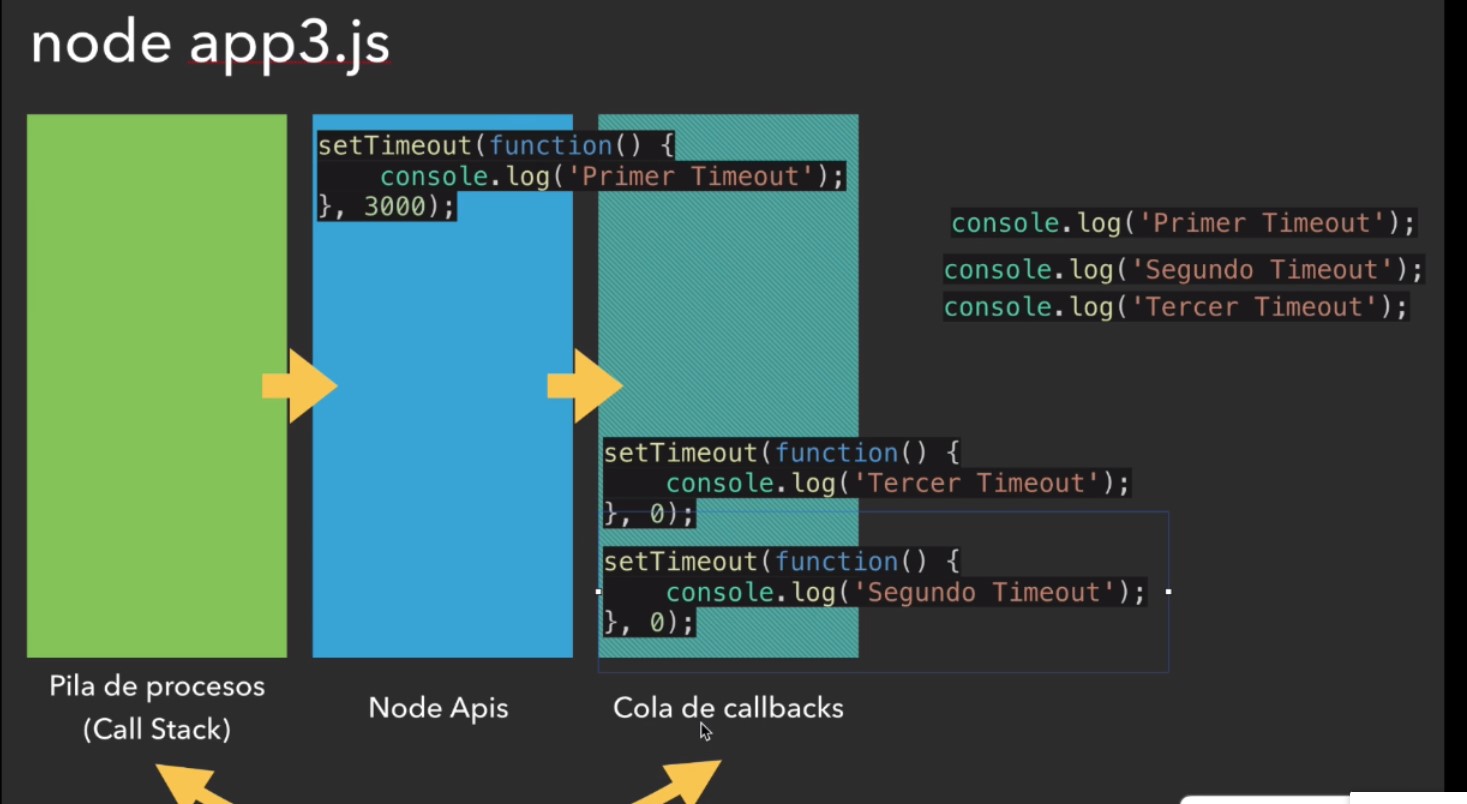 node app3.js
setTimeout(function() {
    console.log('Primer Timeout');
}, 3000);
console.log('Primer Timeout');
console.log('Segundo Timeout');
console.log('Tercer Timeout');
setTimeout(function() {
    console.log('Tercer Timeout');
}, 0);
setTimeout(function() {
    console.log('Segundo Timeout');
}, 0);
Pila de procesos
(Call Stack)
Node Apis
Cola de callbacks